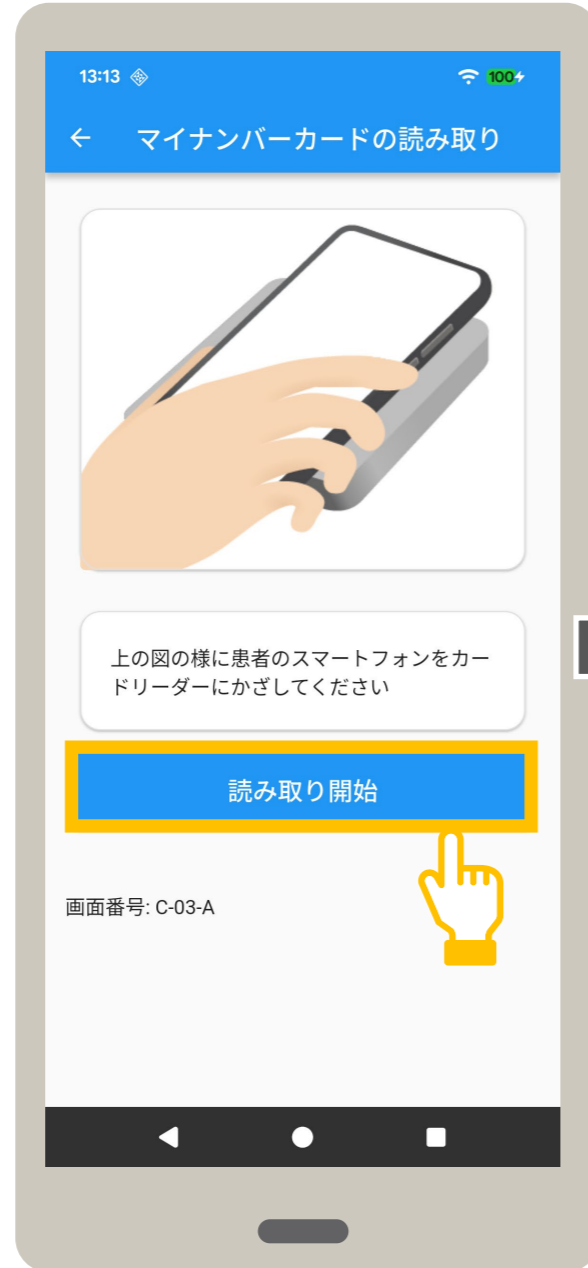 13:13 100
マイナンバーカードの読み取り
上の図の様に患者のスマートフォンをカー
ドリーダーにかざしてください
読み取り開始
画面番号: C-03-A